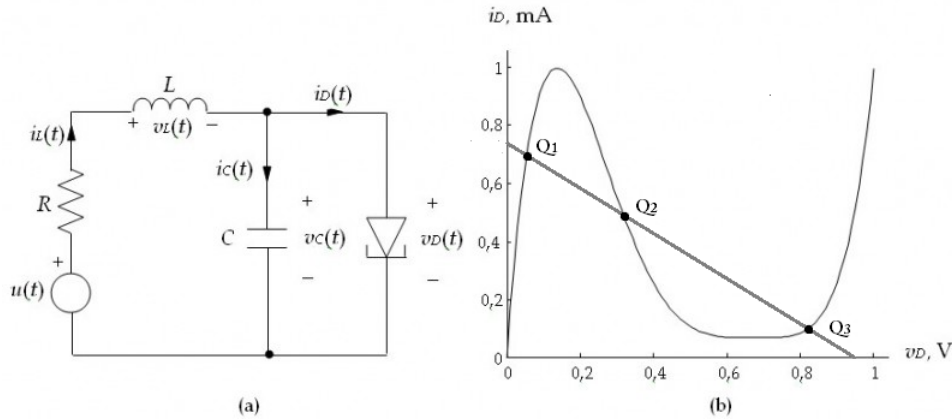 L
+ vL(t) −
iL(t)
iD(t)
iC(t)
R
+
u(t)
C
+
vC(t)
−
+
vD(t)
−
(a)
iD, mA
1
0,8
0,6
0,4
0,2
0
Q1
Q2
Q3
0
0,2
0,4
0,6
0,8
1
vD, V
(b)